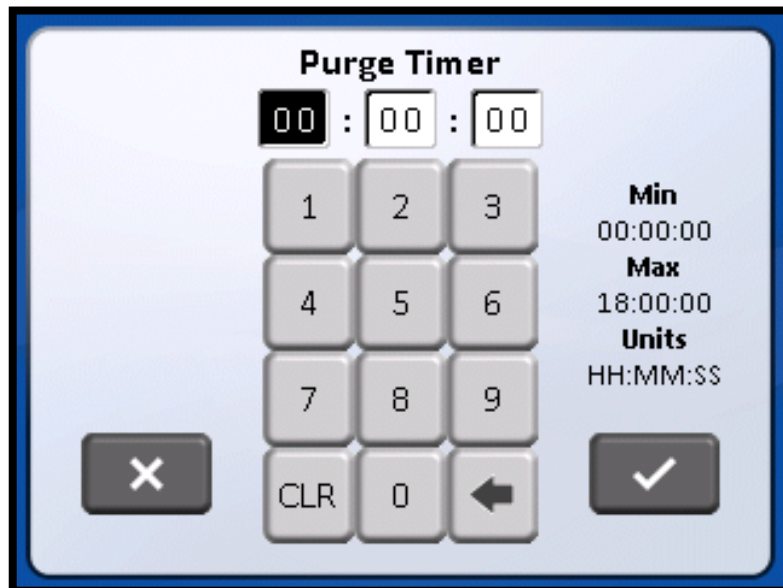 Purge Timer
00 : 00 : 00
1 2 3
4 5 6
7 8 9
CLR 0
Min
00:00:00
Max
18:00:00
Units
HH:MM:SS